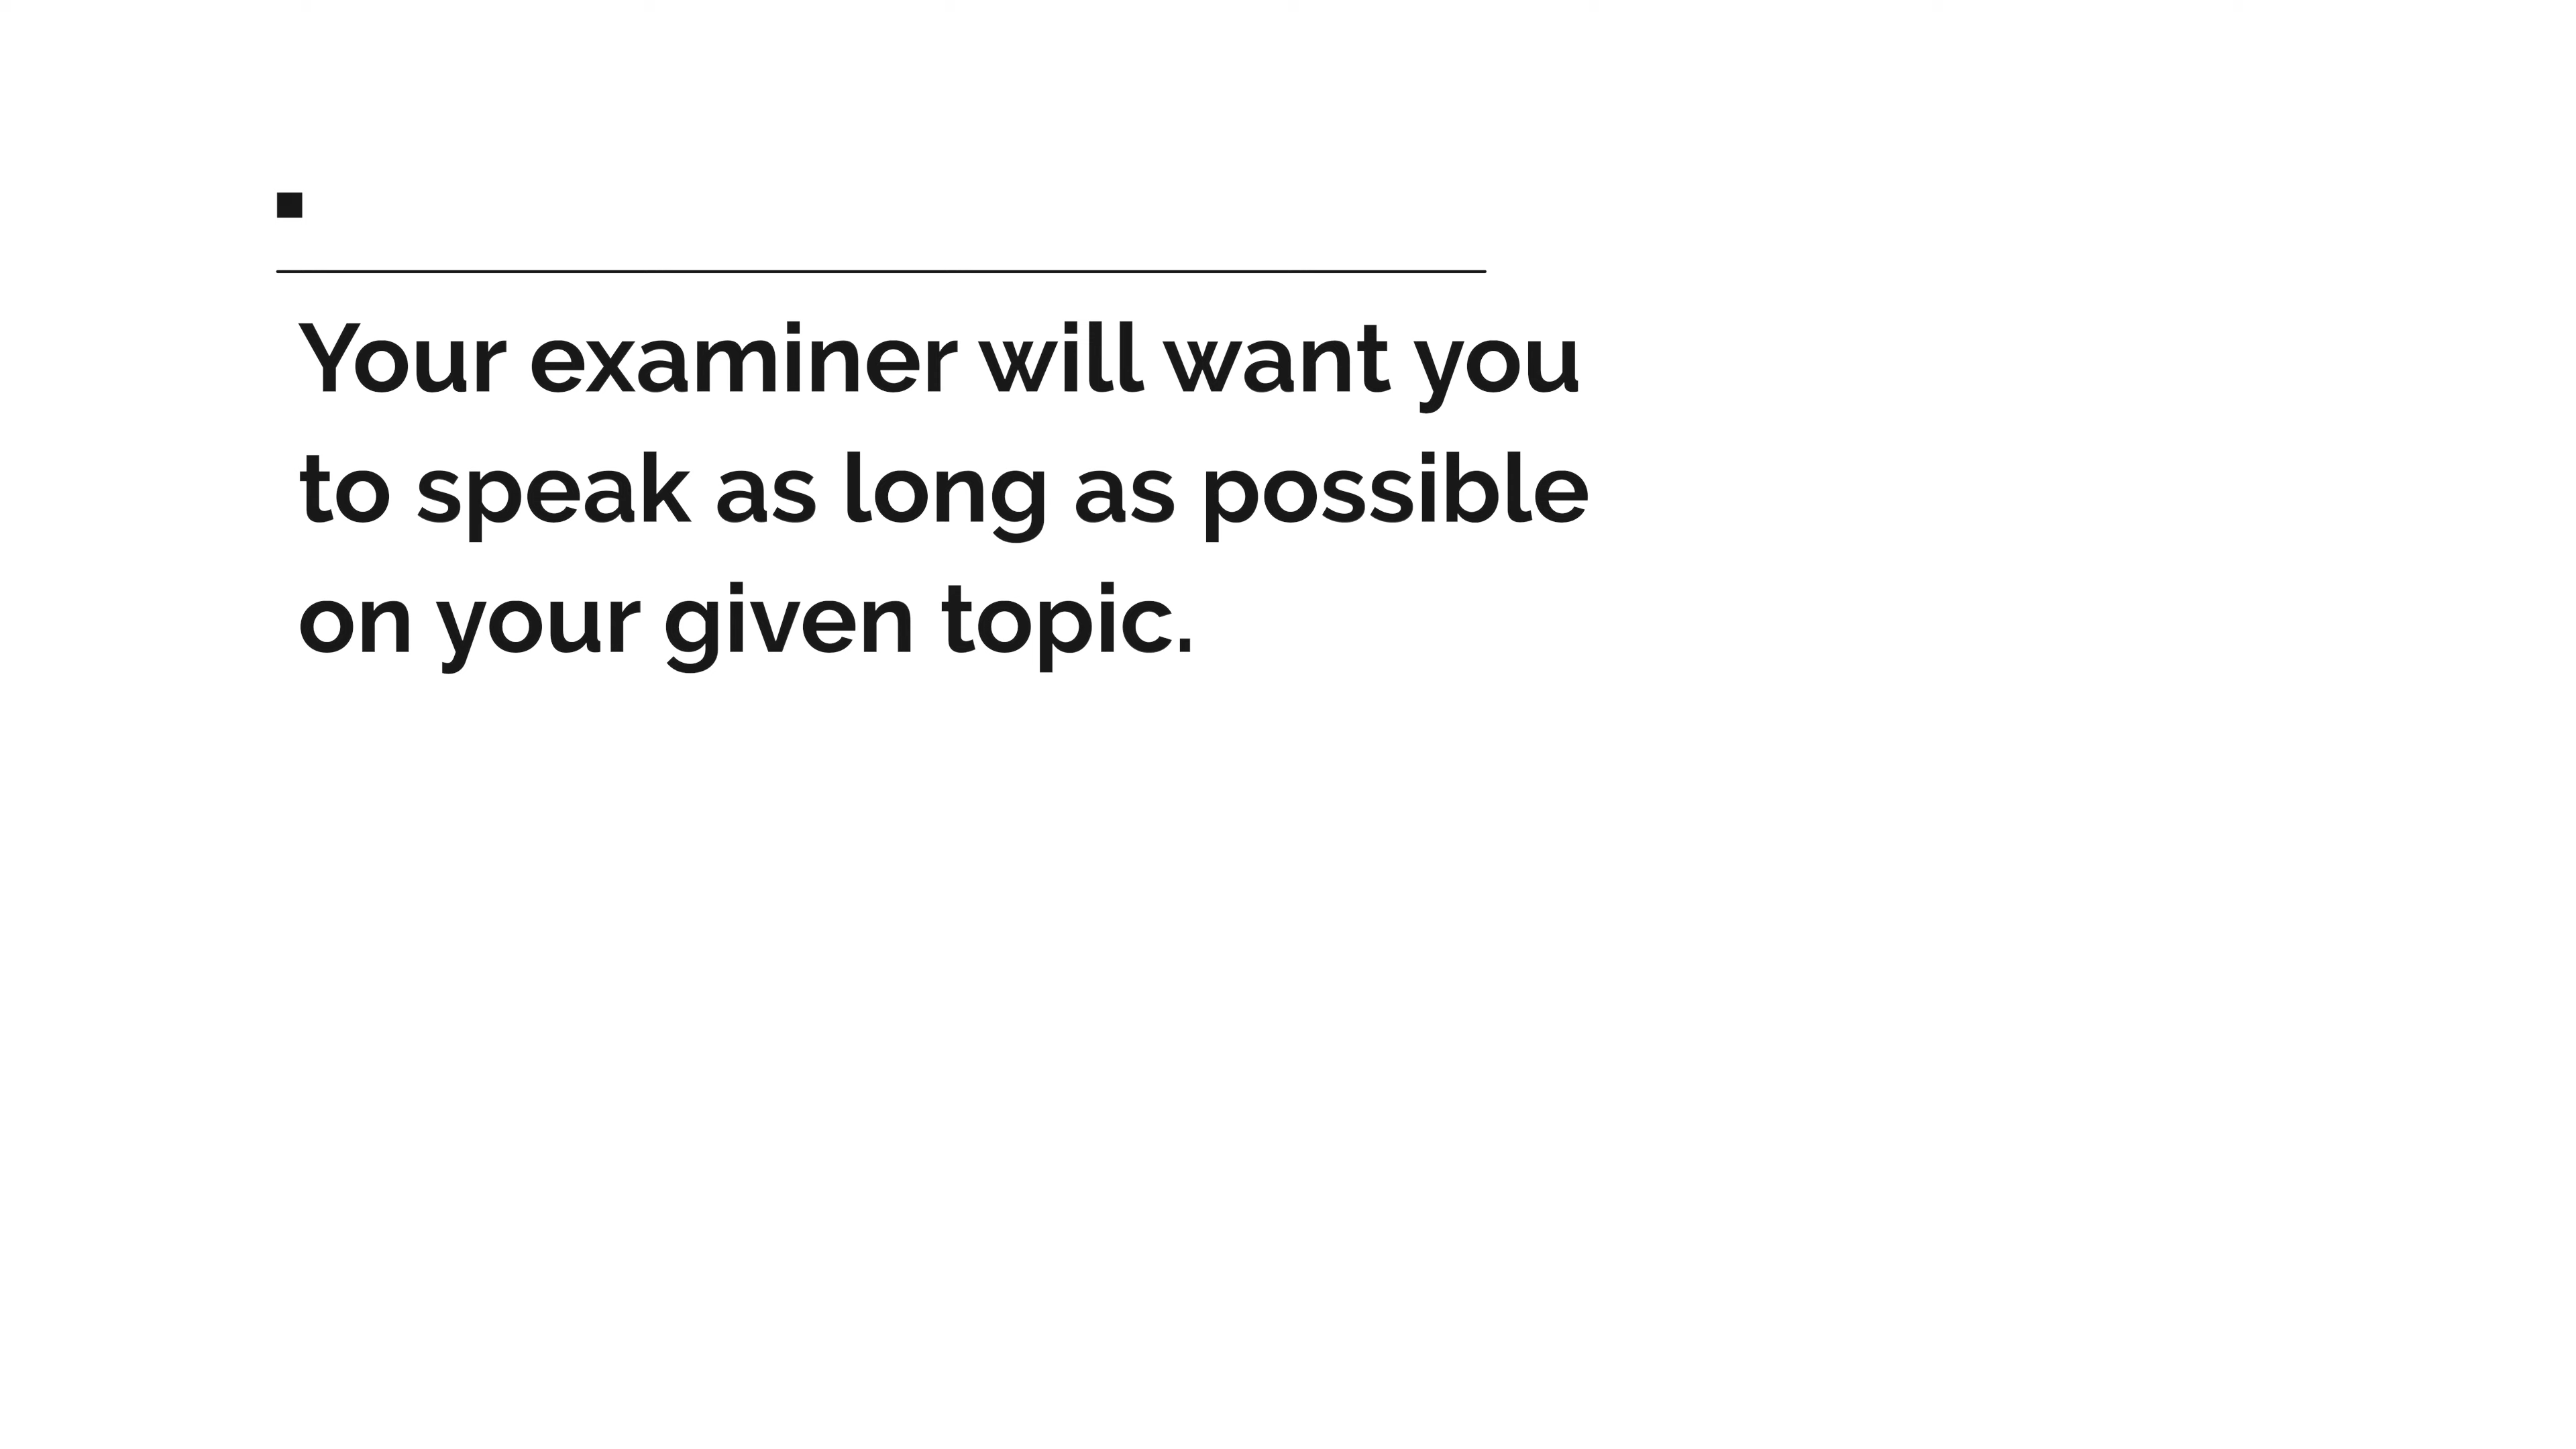 Your examiner will want you
to speak as long as possible
on your given topic.